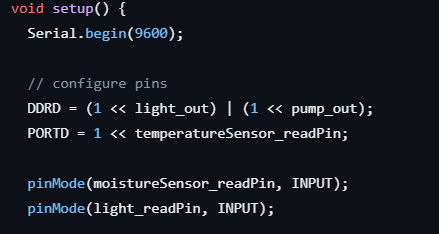 void setup() {
Serial.begin(9600);
// configure pins
DDRD = (1 << light_out) | (1 << pump_out);
PORTD = 1 << temperatureSensor_readPin;
pinMode(moistureSensor_readPin, INPUT);
pinMode(light_readPin, INPUT);